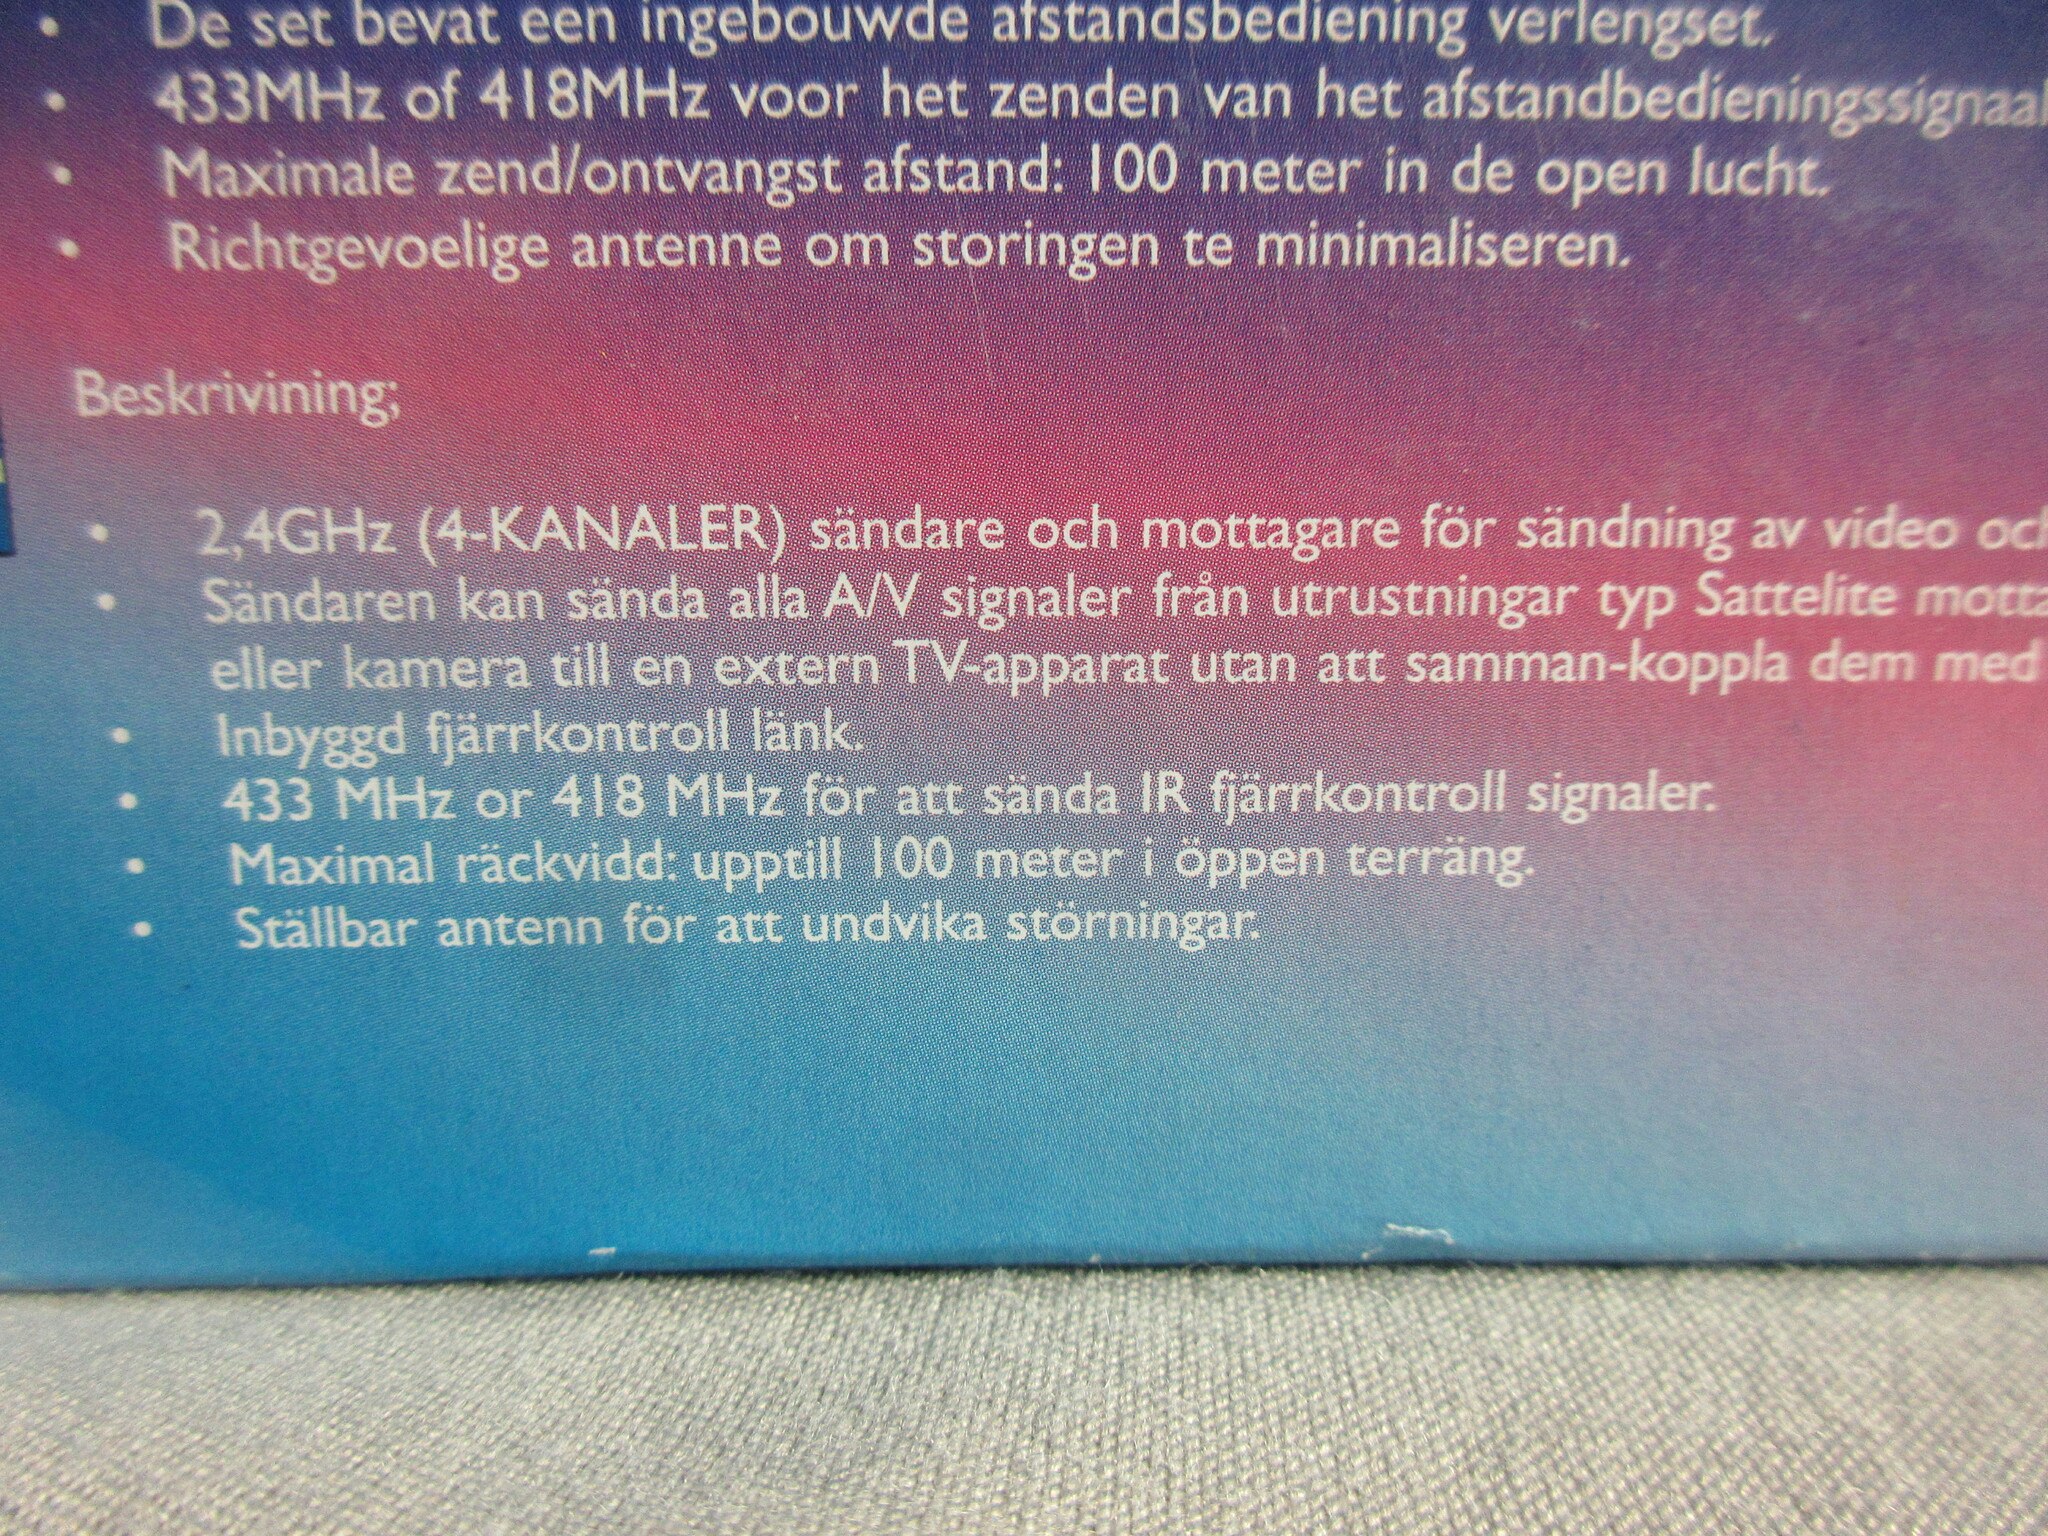 • De set bevat een ingebouwde afstandsbediening verlengset.
• 433MHz of 418MHz voor het zenden van het afstandbedieningssignaal
• Maximale zend/ontvangst afstand: 100 meter in de open lucht.
• Richtgevoelige antenne om storingen te minimaliseren.
Beskrivining;
• 2,4GHz (4-KANALER) sändare och mottagare för sändning av video och
• Sändaren kan sända alla A/V signaler från utrustningar typ Sattelite motta
eller kamera till en extern TV-apparat utan att samman-koppla dem med
• Inbyggd fjärrkontroll länk.
• 433 MHz or 418 MHz för att sända IR fjärrkontroll signaler.
• Maximal räckvidd: upptill 100 meter i öppen terräng.
• Ställbar antenn för att undvika störningar.